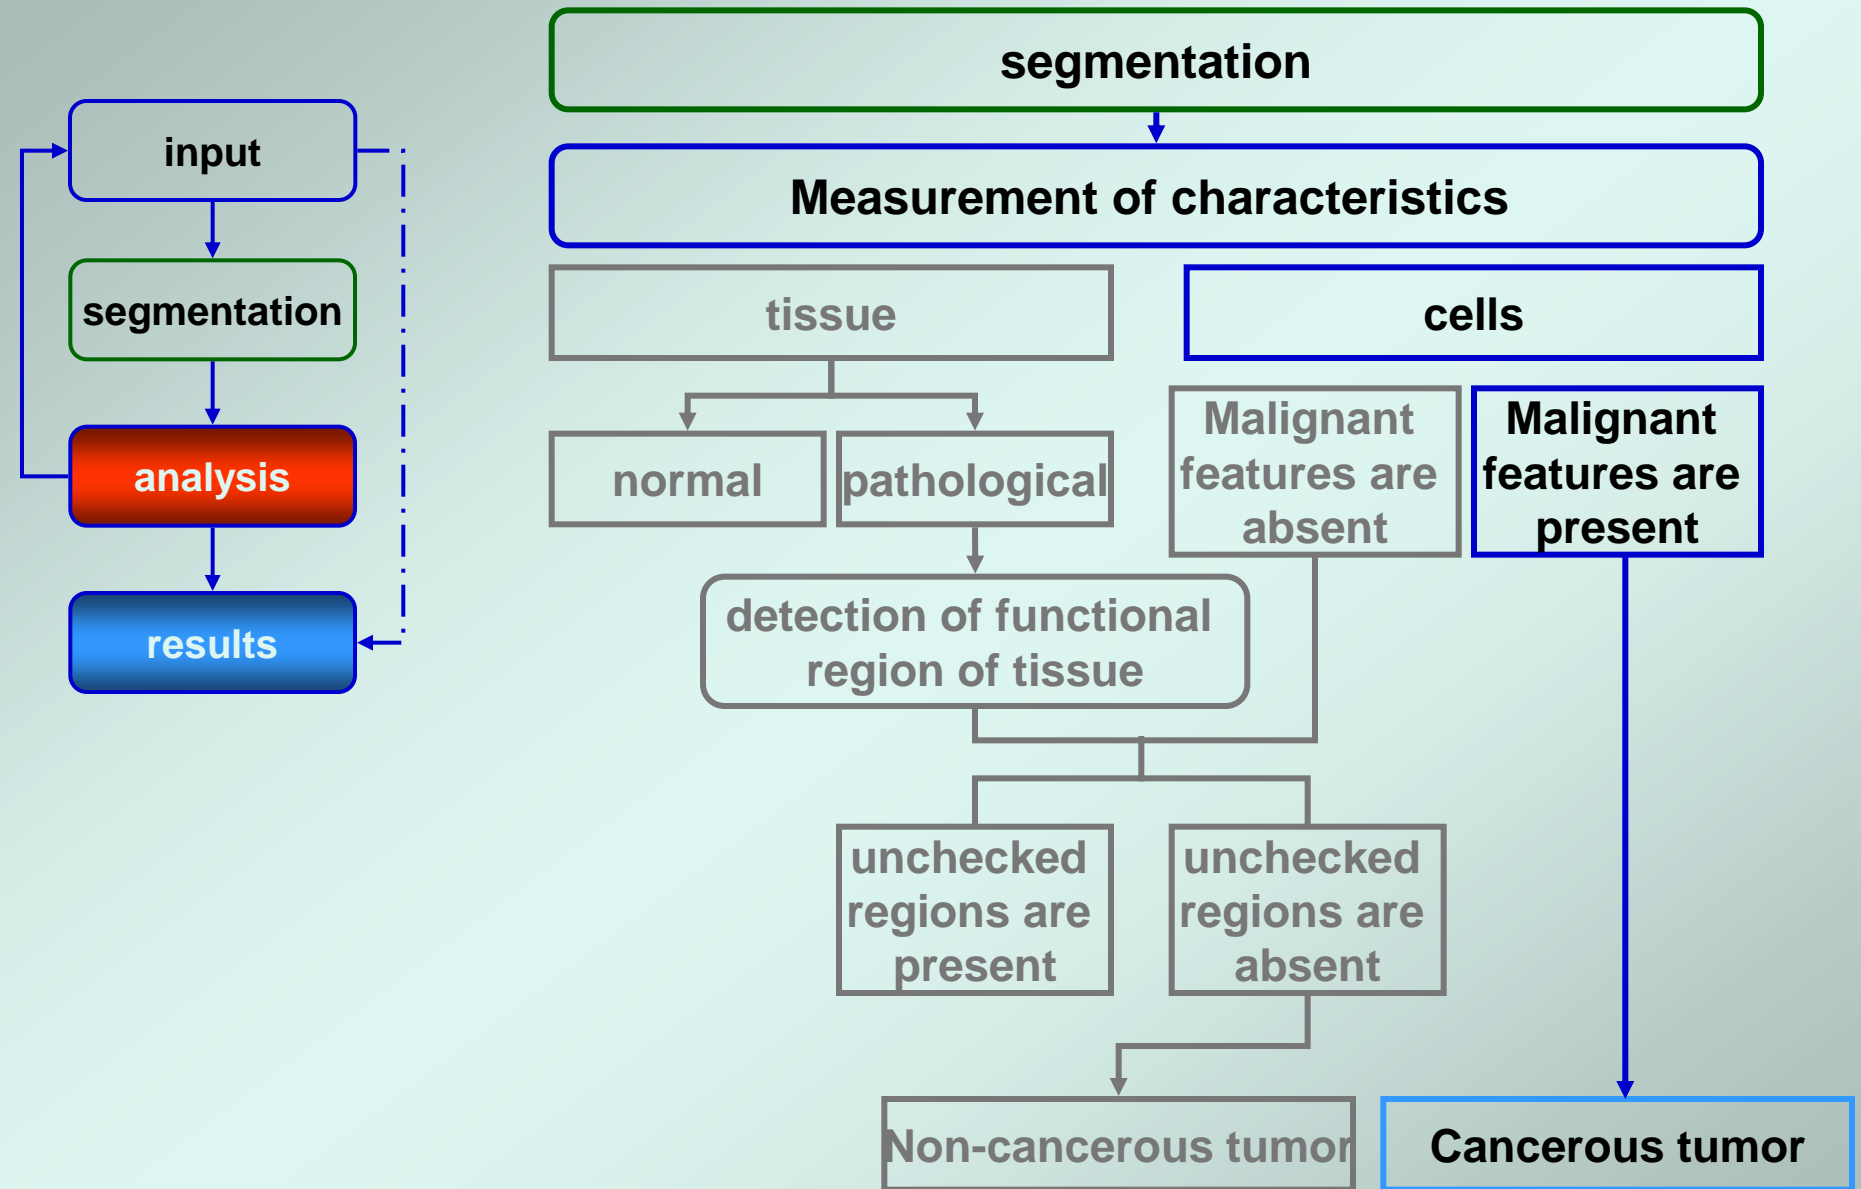 input
segmentation
analysis
results
segmentation
Measurement of characteristics
tissue
cells
normal
pathological
Malignant
features are
absent
Malignant
features are
present
detection of functional
region of tissue
unchecked
regions are
present
unchecked
regions are
absent
Non-cancerous tumor
Cancerous tumor